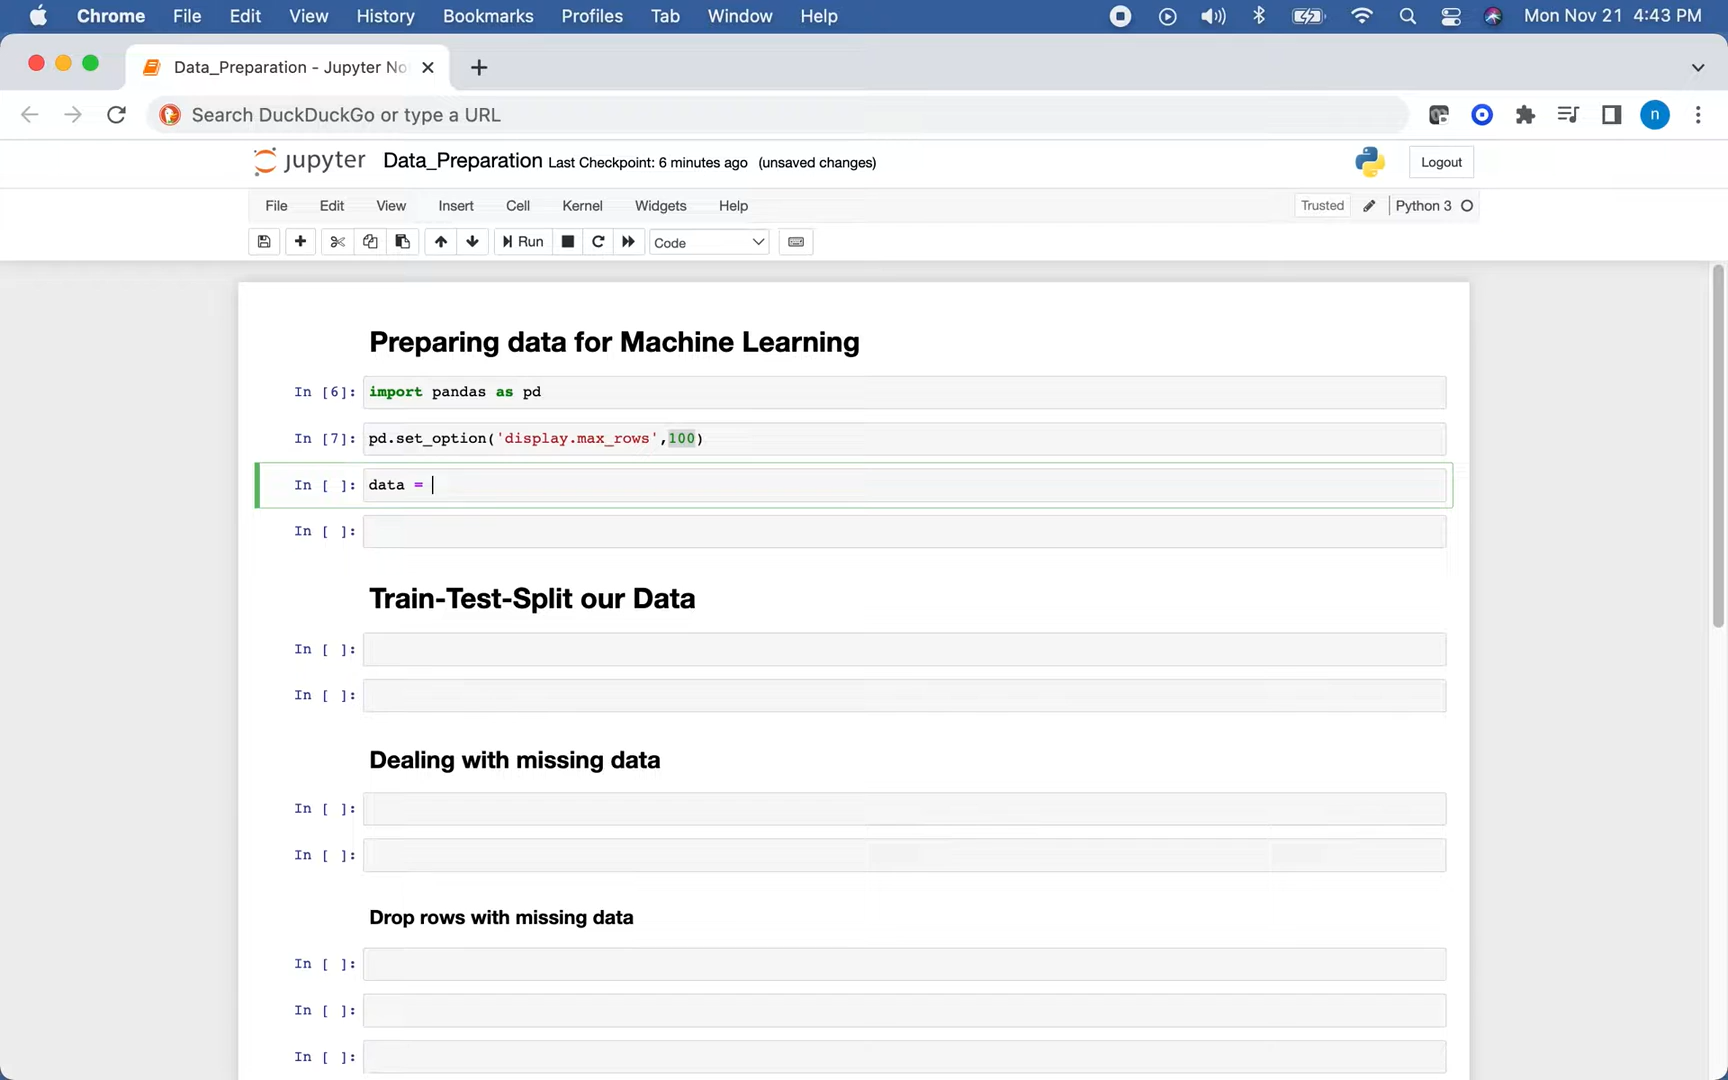 Chrome File Edit View History Bookmarks Profiles Tab Window Help Mon Nov 21 4:43 PM
Data_Preparation - Jupyter No
Search DuckDuckGo or type a URL n
jupyter Data_Preparation Last Checkpoint: 6 minutes ago (unsaved changes) Logout
File Edit View Insert Cell Kernel Widgets Help Trusted Python 3
Run Code
Preparing data for Machine Learning
In [6]: import pandas as pd
In [7]: pd.set_option('display.max_rows',100)
In [ ]: data =
In [ ]:
Train-Test-Split our Data
In [ ]:
In [ ]:
Dealing with missing data
In [ ]:
In [ ]:
Drop rows with missing data
In [ ]:
In [ ]:
In [ ]: